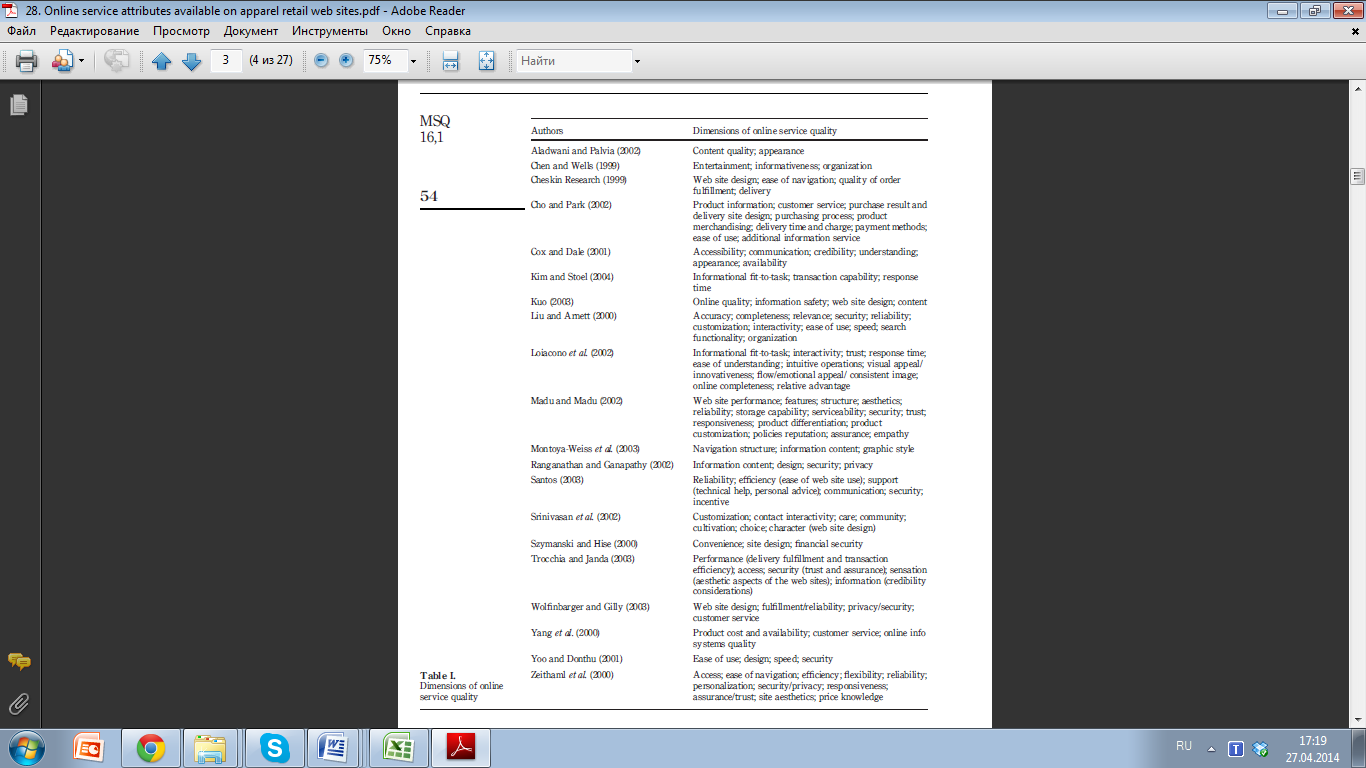 28. Online service attributes available on apparel retail web sites.pdf - Adobe Reader
Файл Редактирование Просмотр Документ Инструменты Окно Справка
3 (4 из 27) 75% Найти
MSQ
16,1
54
Authors Dimensions of online service quality
Aladwani and Palvia (2002) Content quality; appearance
Chen and Wells (1999) Entertainment; informativeness; organization
Cheskin Research (1999) Web site design; ease of navigation; quality of order
fulfillment; delivery
Cho and Park (2002) Product information; customer service; purchase result and
delivery site design; purchasing process; product
merchandising; delivery time and charge; payment methods;
ease of use; additional information service
Cox and Dale (2001) Accessibility; communication; credibility; understanding;
appearance; availability
Kim and Stoel (2004) Informational fit-to-task; transaction capability; response
time
Kuo (2003) Online quality; information safety; web site design; content
Liu and Arnett (2000) Accuracy; completeness; relevance; security; reliability;
customization; interactivity; ease of use; speed; search
functionality; organization
Loiacono et al. (2002) Informational fit-to-task; interactivity; trust; response time;
ease of understanding; intuitive operations; visual appeal/
innovativeness; flow/emotional appeal/ consistent image;
online completeness; relative advantage
Madu and Madu (2002) Web site performance; features; structure; aesthetics;
reliability; storage capability; serviceability; security; trust;
responsiveness; product differentiation; product
customization; policies reputation; assurance; empathy
Montoya-Weiss et al. (2003) Navigation structure; information content; graphic style
Ranganathan and Ganapathy (2002) Information content; design; security; privacy
Santos (2003) Reliability; efficiency (ease of web site use); support
(technical help, personal advice); communication; security;
incentive
Srinivasan et al. (2002) Customization; contact interactivity; care; community;
cultivation; choice; character (web site design)
Szymanski and Hise (2000) Convenience; site design; financial security
Trocchia and Janda (2003) Performance (delivery fulfillment and transaction
efficiency); access; security (trust and assurance); sensation
(aesthetic aspects of the web sites); information (credibility
considerations)
Wolfinbarger and Gilly (2003) Web site design; fulfillment/reliability; privacy/security;
customer service
Yang et al. (2000) Product cost and availability; customer service; online info
systems quality
Yoo and Donthu (2001) Ease of use; design; speed; security
Zeithaml et al. (2000) Access; ease of navigation; efficiency; flexibility; reliability;
personalization; security/privacy; responsiveness;
assurance/trust; site aesthetics; price knowledge
Table I.
Dimensions of online
service quality
RU
17:19
27.04.2014